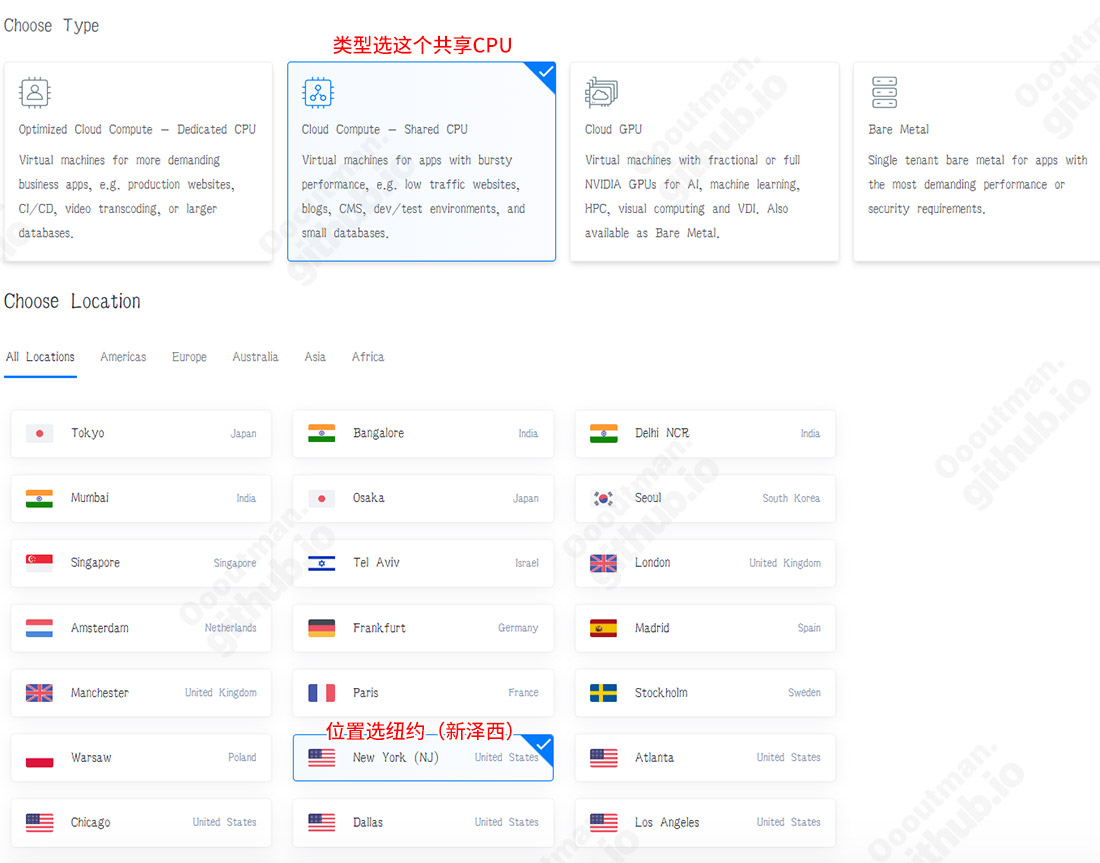 Choose Type
类型选这个共享CPU
Optimized Cloud Compute – Dedicated CPU
Virtual machines for more demanding
business apps, e.g. production websites,
CI/CD, video transcoding, or larger
databases.
Cloud Compute – Shared CPU
Virtual machines for apps with bursty
performance, e.g. low traffic websites,
blogs, CMS, dev/test environments, and
small databases.
Cloud GPU
Virtual machines with fractional or full
NVIDIA GPUs for AI, machine learning,
HPC, visual computing and VDI. Also
available as Bare Metal.
Bare Metal
Single tenant bare metal for apps with
the most demanding performance or
security requirements.
Choose Location
All Locations Americas Europe Australia Asia Africa
Tokyo Japan
Bangalore India
Delhi NCR India
Mumbai India
Osaka Japan
Seoul South Korea
Singapore Singapore
Tel Aviv Israel
London United Kingdom
Amsterdam Netherlands
Frankfurt Germany
Madrid Spain
Manchester United Kingdom
Paris France
Stockholm Sweden
Warsaw Poland
位置选纽约（新泽西）
New York (NJ) United States
Atlanta United States
Chicago United States
Dallas United States
Los Angeles United States
Oooutman.
github.io